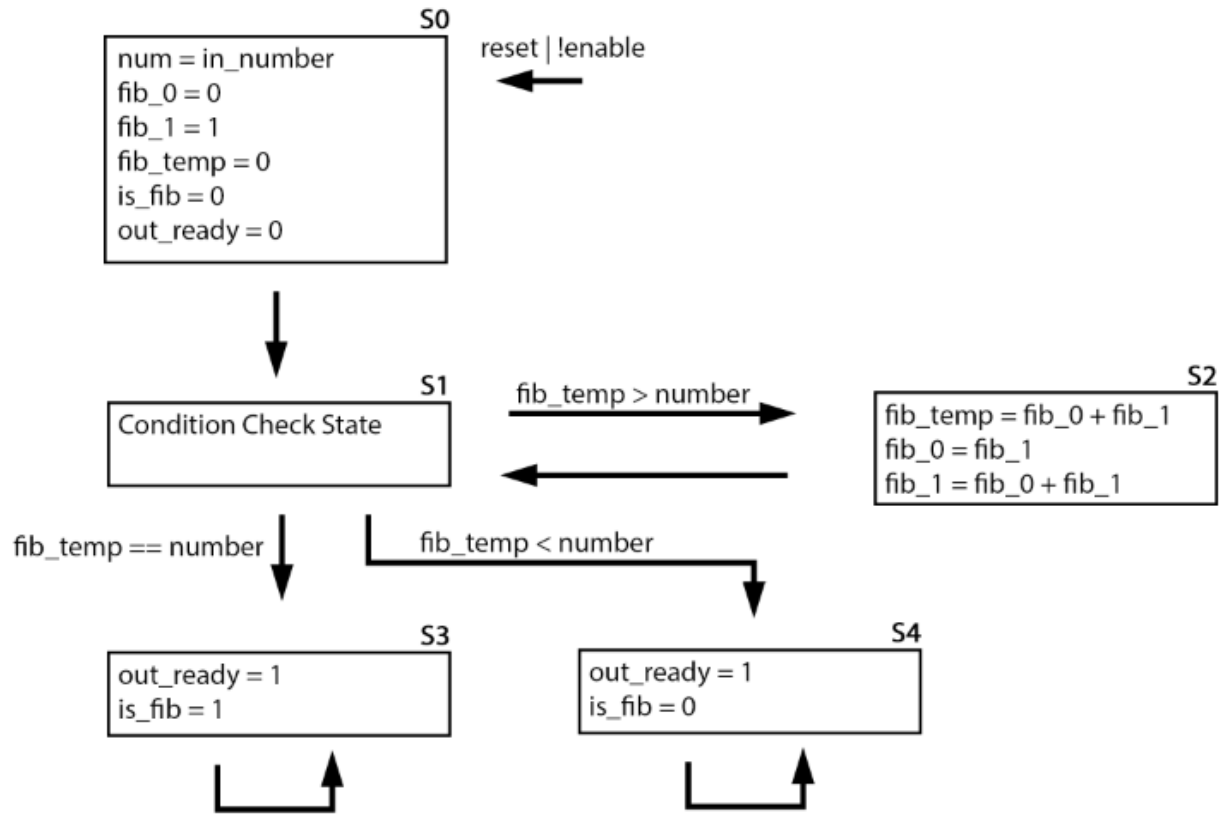 S0
num = in_number
fib_0 = 0
fib_1 = 1
fib_temp = 0
is_fib = 0
out_ready = 0
reset | !enable
S1
Condition Check State
fib_temp > number
S2
fib_temp = fib_0 + fib_1
fib_0 = fib_1
fib_1 = fib_0 + fib_1
fib_temp == number
fib_temp < number
S3
out_ready = 1
is_fib = 1
S4
out_ready = 1
is_fib = 0